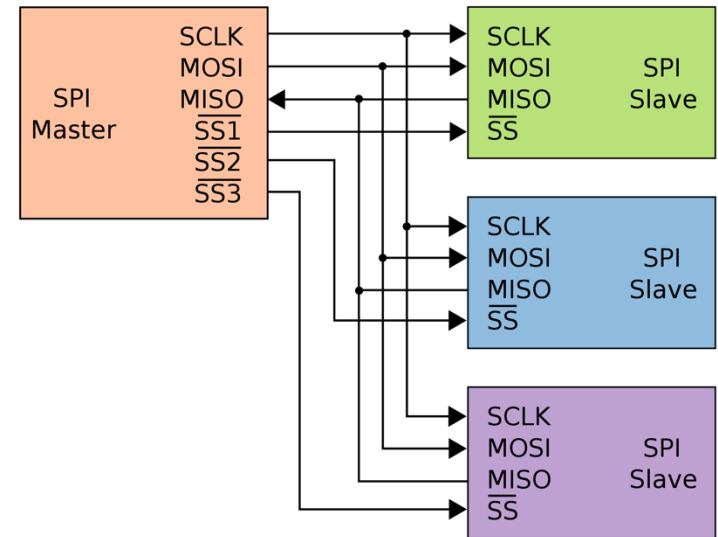 SPI
Master
SCLK
MOSI
MISO
SS1
SS2
SS3
SCLK
MOSI
MISO
SS
SPI
Slave
SCLK
MOSI
MISO
SS
SPI
Slave
SCLK
MOSI
MISO
SS
SPI
Slave